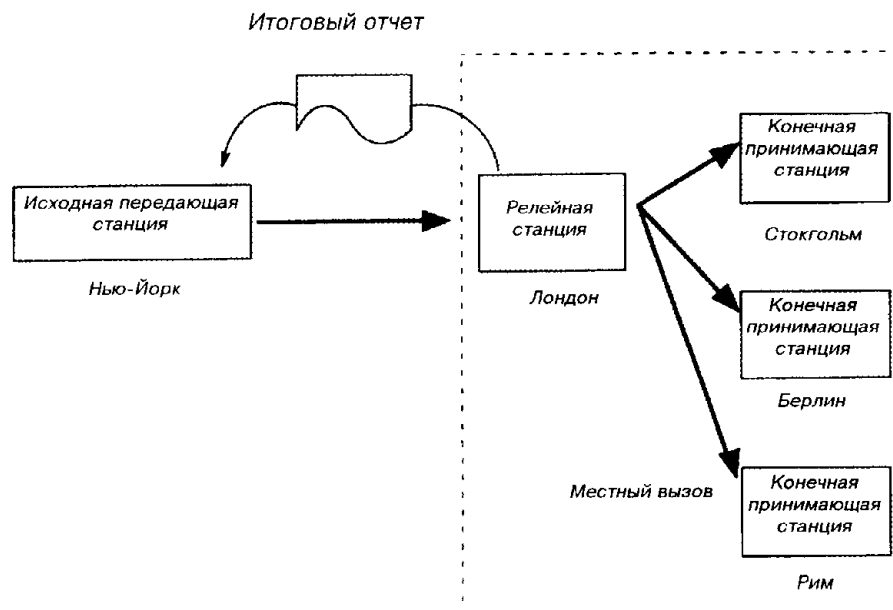 Итоговый отчет
Исходная передающая
станция
Нью-Йорк
Релейная
станция
Лондон
Конечная
принимающая
станция
Стокгольм
Конечная
принимающая
станция
Берлин
Местный вызов
Конечная
принимающая
станция
Рим